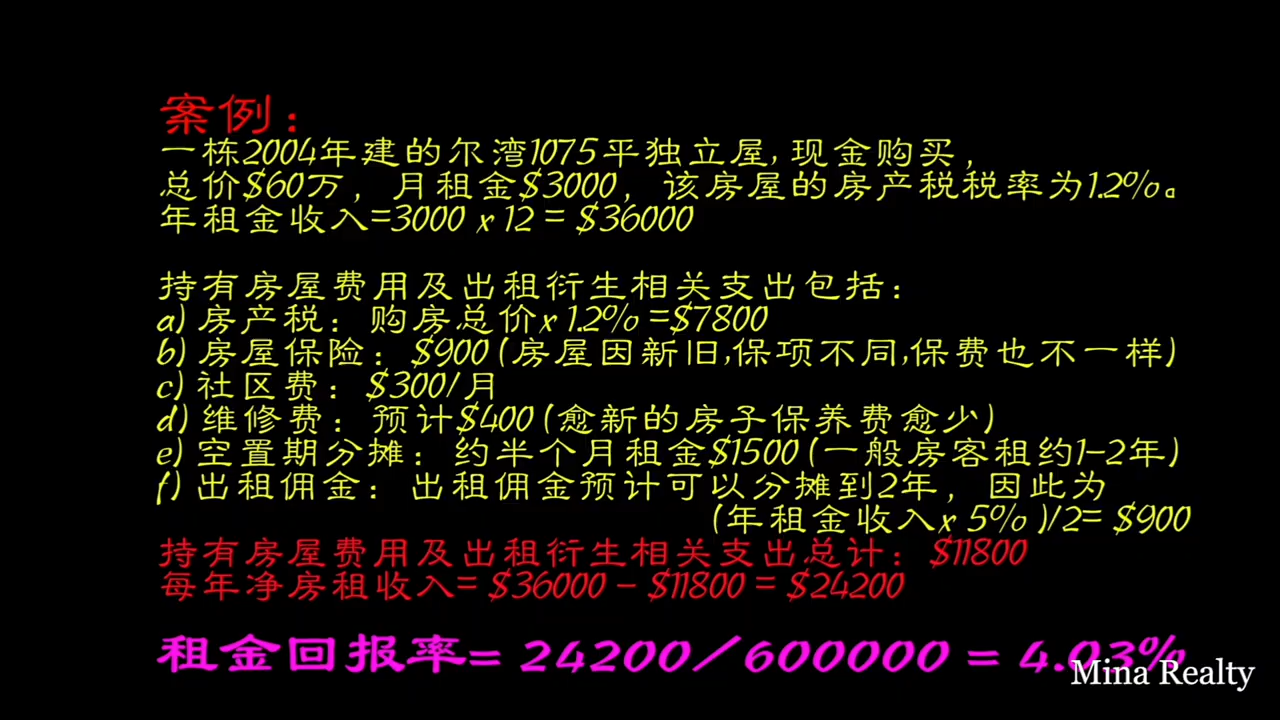 案例：
一栋2004年建的尔湾1075平独立屋,现金购买，
总价$60万，月租金$3000，该房屋的房产税税率为1.2%。
年租金收入=3000 x 12 = $36000
持有房屋费用及出租衍生相关支出包括：
a) 房产税：购房总价x 1.2% =$7800
b) 房屋保险：$900 (房屋因新旧,保项不同,保费也不一样)
c) 社区费：$300/月
d) 维修费：预计$400 (愈新的房子保养费愈少)
e) 空置期分摊：约半个月租金$1500 (一般房客租约1-2年)
f) 出租佣金：出租佣金预计可以分摊到2年，因此为
(年租金收入x 5% )/2= $900
持有房屋费用及出租衍生相关支出总计：$11800
每年净房租收入= $36000 - $11800 = $24200
租金回报率= 24200/600000 = 4.03%
Mina Realty